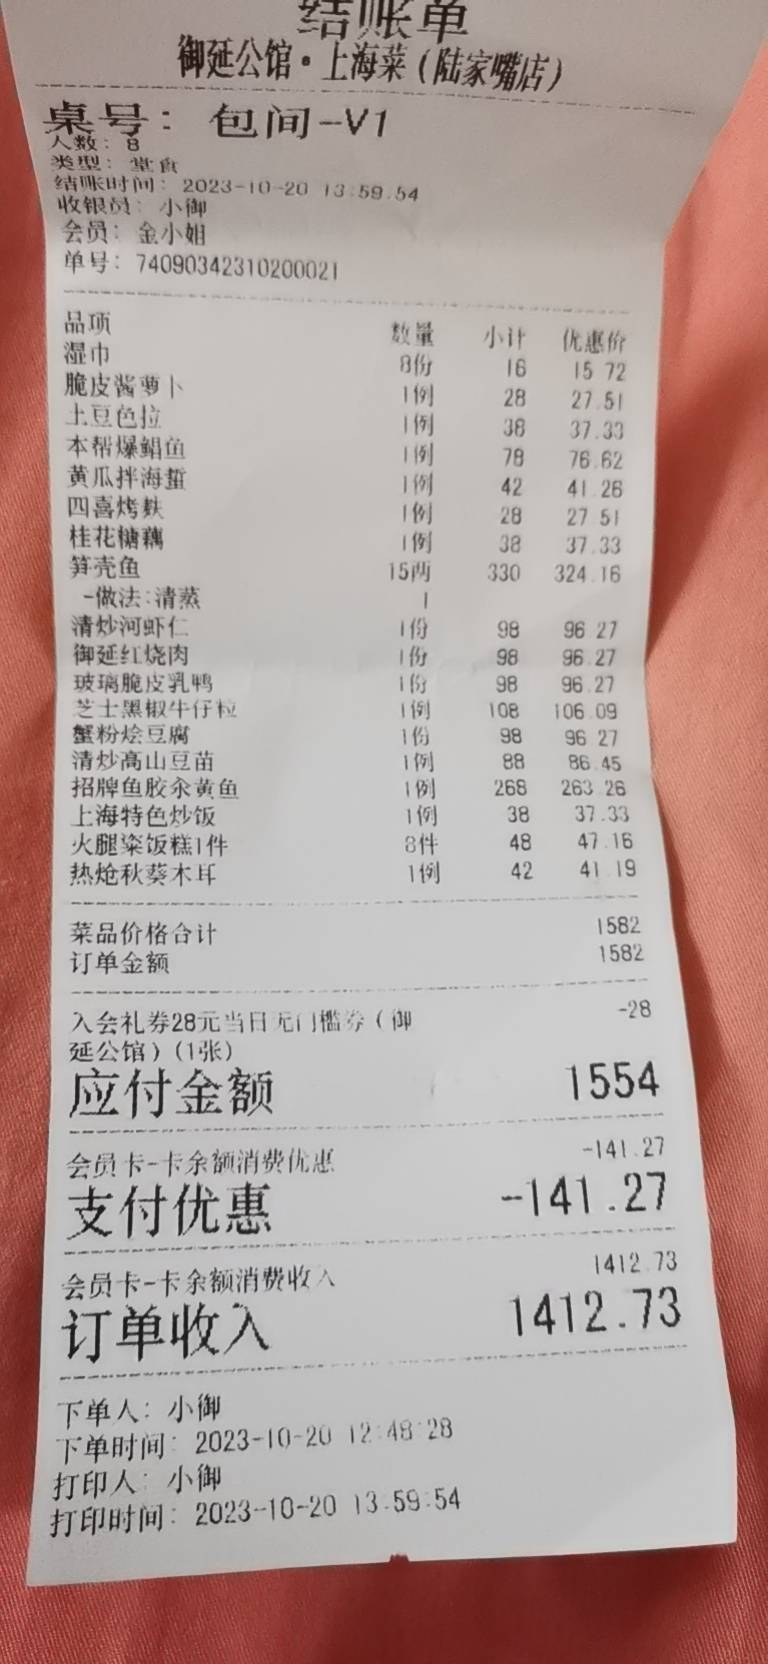 结账单
御延公馆·上海菜(陆家嘴店)
桌号: 包间-V1
人数: 8
类型: 堂食
结账时间: 2023-10-20 13:59:54
收银员: 小御
会员: 金小姐
单号: 74090342310200021
品项 数量 小计 优惠价
湿巾 8份 16 15.72
脆皮酱萝卜 1例 28 27.51
土豆色拉 1例 38 37.33
本帮爆鲳鱼 1例 78 76.62
黄瓜拌海蜇 1例 42 41.26
四喜烤麸 1例 28 27.51
桂花糖藕 1例 38 37.33
笋壳鱼 15两 330 324.16
-做法:清蒸 1
清炒河虾仁 1份 98 96.27
御延红烧肉 1份 98 96.27
玻璃脆皮乳鸭 1份 98 96.27
芝士黑椒牛仔粒 1例 108 106.09
蟹粉烩豆腐 1份 98 96.27
清炒高山豆苗 1例 88 86.45
招牌鱼胶汆黄鱼 1例 268 263.26
上海特色炒饭 1例 38 37.33
火腿粢饭糕1件 8件 48 47.16
热炝秋葵木耳 1例 42 41.19
菜品价格合计 1582
订单金额 1582
入会礼券28元当日无门槛券(御 -28
延公馆)(1张)
应付金额 1554
会员卡-卡余额消费优惠 -141.27
支付优惠 -141.27
会员卡-卡余额消费收入 1412.73
订单收入 1412.73
下单人: 小御
下单时间: 2023-10-20 12:48:28
打印人: 小御
打印时间: 2023-10-20 13:59:54